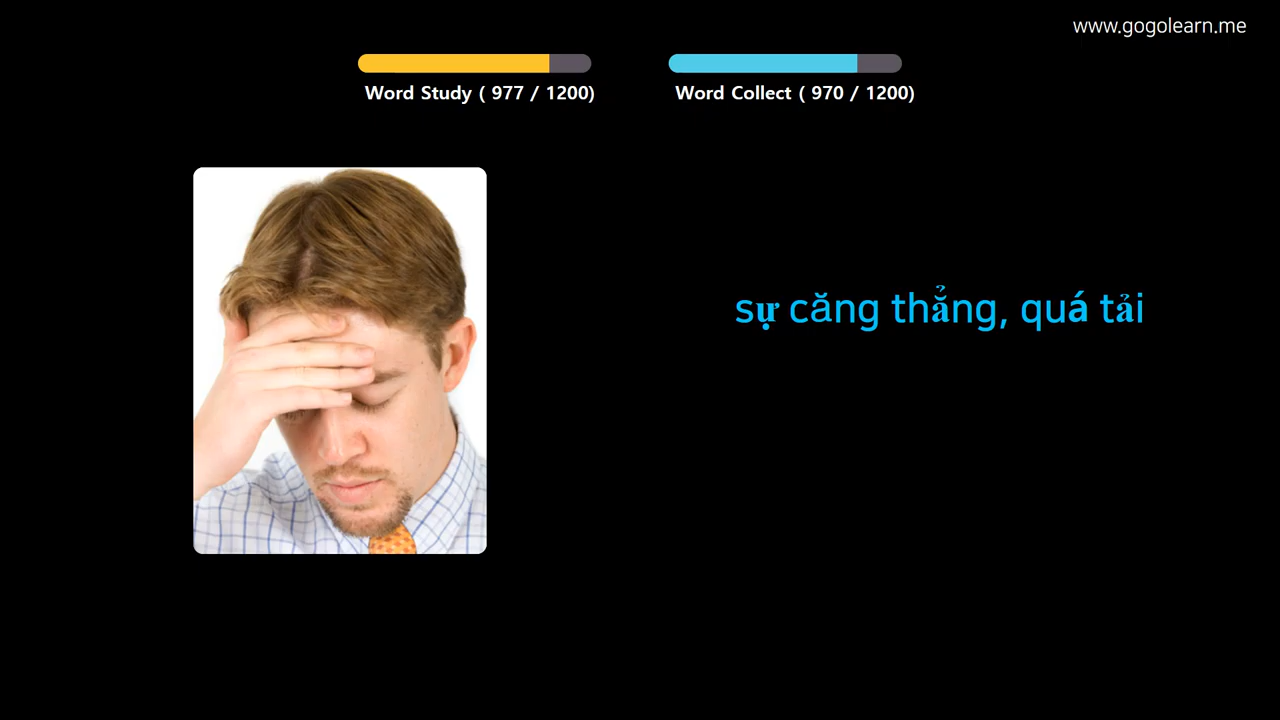 www.gogolearn.me
Word Study ( 977 / 1200)
Word Collect ( 970 / 1200)
sự căng thẳng, quá tải